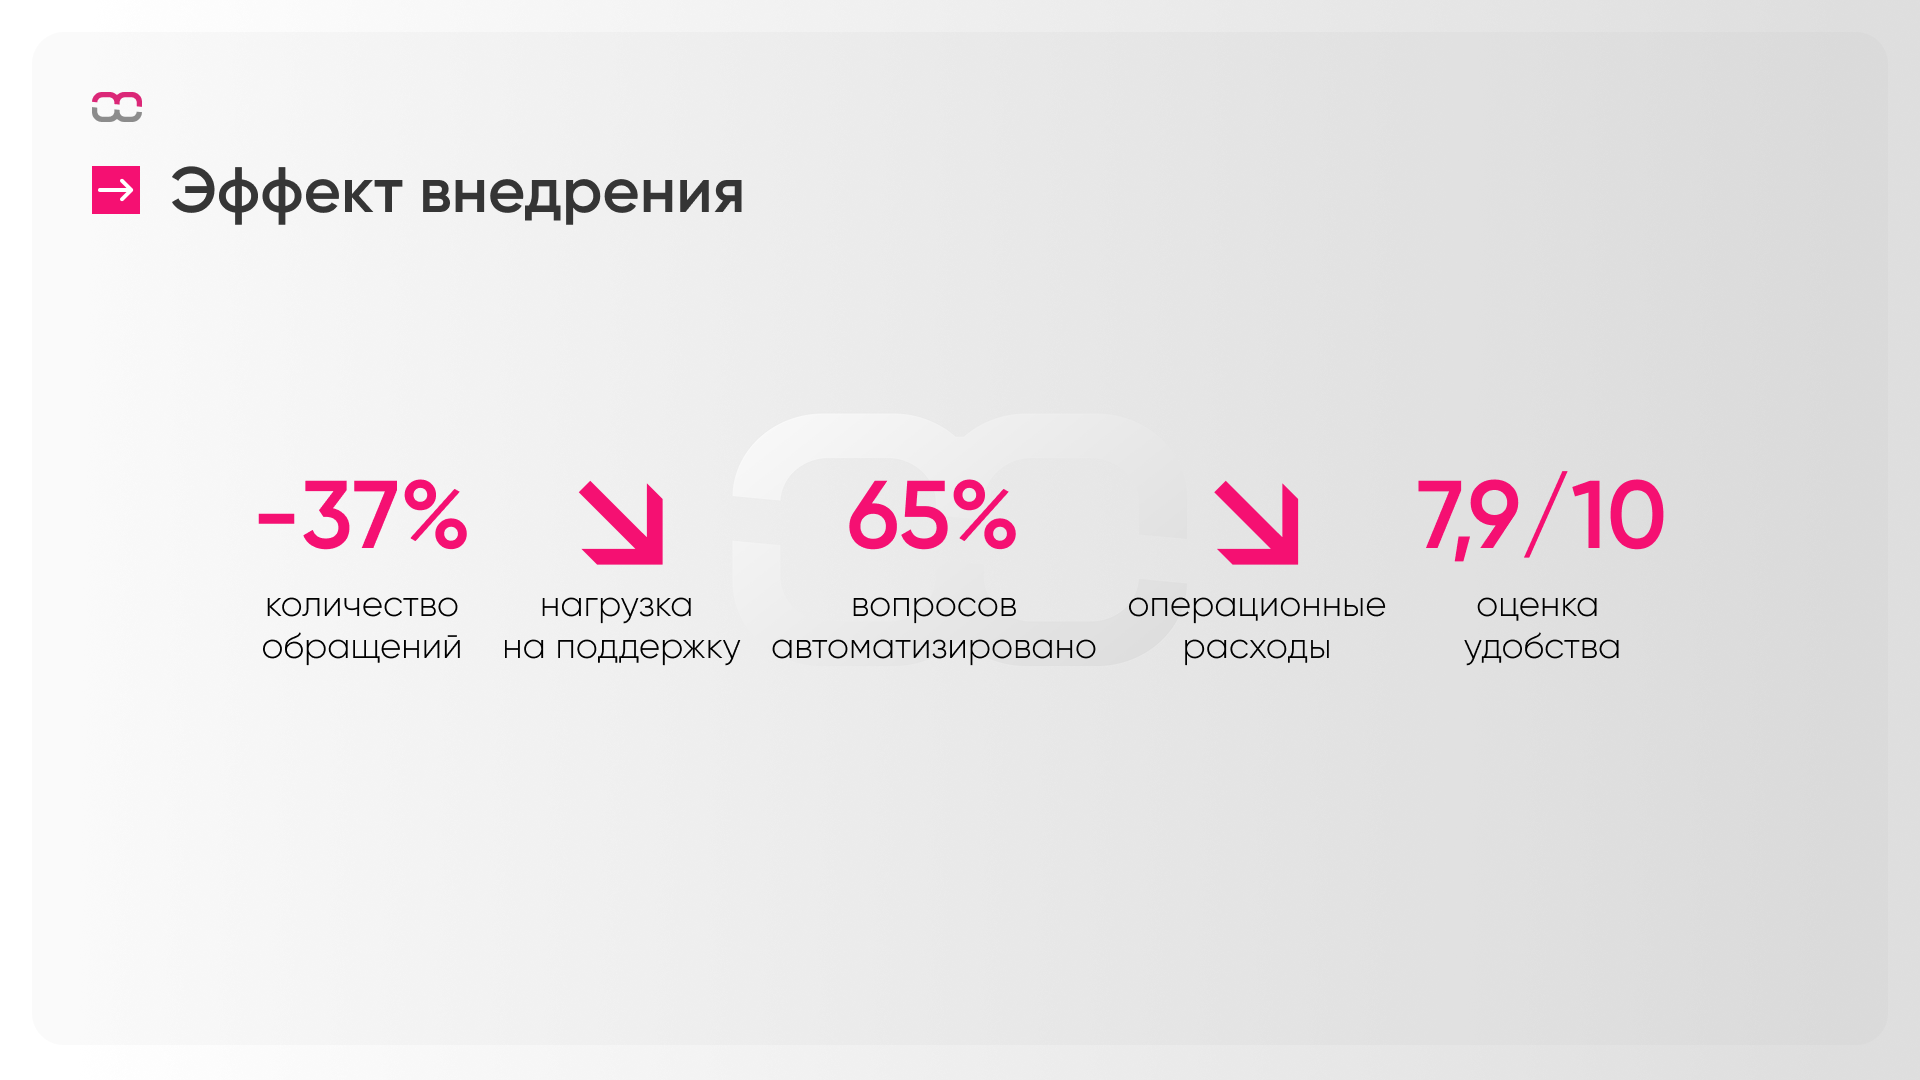 Эффект внедрения
-37%
количество
обращений
нагрузка
на поддержку
65%
вопросов
автоматизировано
операционные
расходы
7,9/10
оценка
удобства